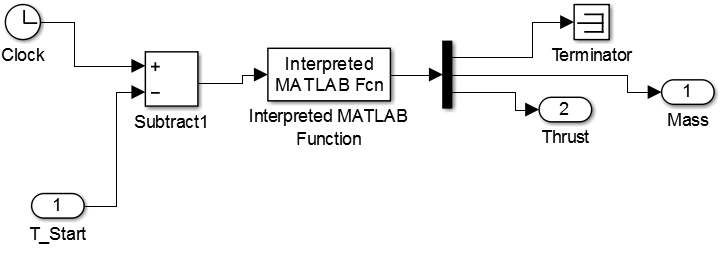 Clock
+
−
Subtract1
1
T_Start
Interpreted
MATLAB Fcn
Interpreted MATLAB
Function
Terminator
1
Mass
2
Thrust